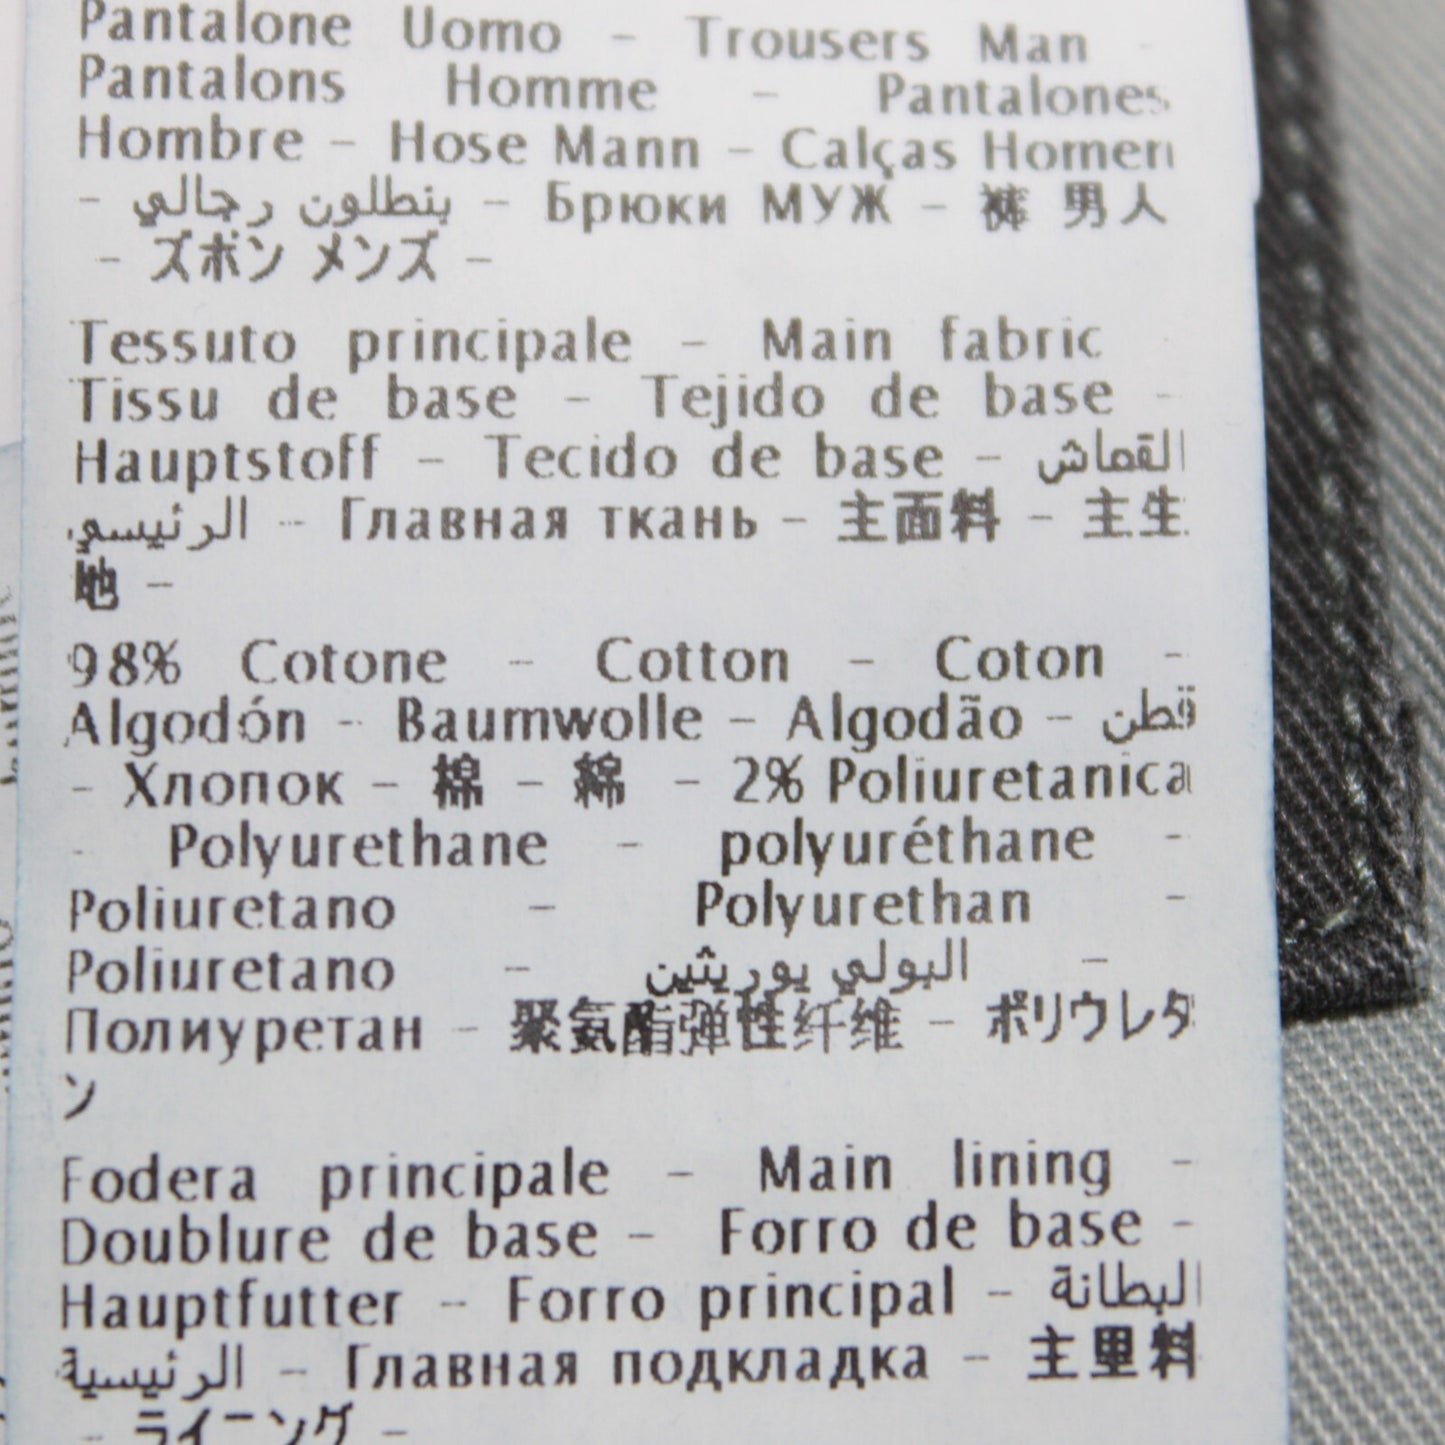 Pantalone Uomo - Trousers Man -
Pantalons Homme - Pantalones
Hombre - Hose Mann - Calças Homem
- بنطلون رجالي - Брюки МУЖ - 裤 男人
- ズボン メンズ -
Tessuto principale - Main fabric
Tissu de base - Tejido de base -
Hauptstoff - Tecido de base - القماش
الرئيسي - Главная ткань - 主面料 - 主生
地 -
98% Cotone - Cotton - Coton -
Algodón - Baumwolle - Algodão - قطن
- Хлопок - 棉 - 綿 - 2% Poliuretanica
- Polyurethane - polyuréthane -
Poliuretano - Polyurethan -
Poliuretano - البولي يوريثين -
Полиуретан - 聚氨酯弹性纤维 - ポリウレタ
ン
Fodera principale - Main lining -
Doublure de base - Forro de base -
Hauptfutter - Forro principal - البطانة
الرئيسية - Главная подкладка - 主里料
- ライニング -